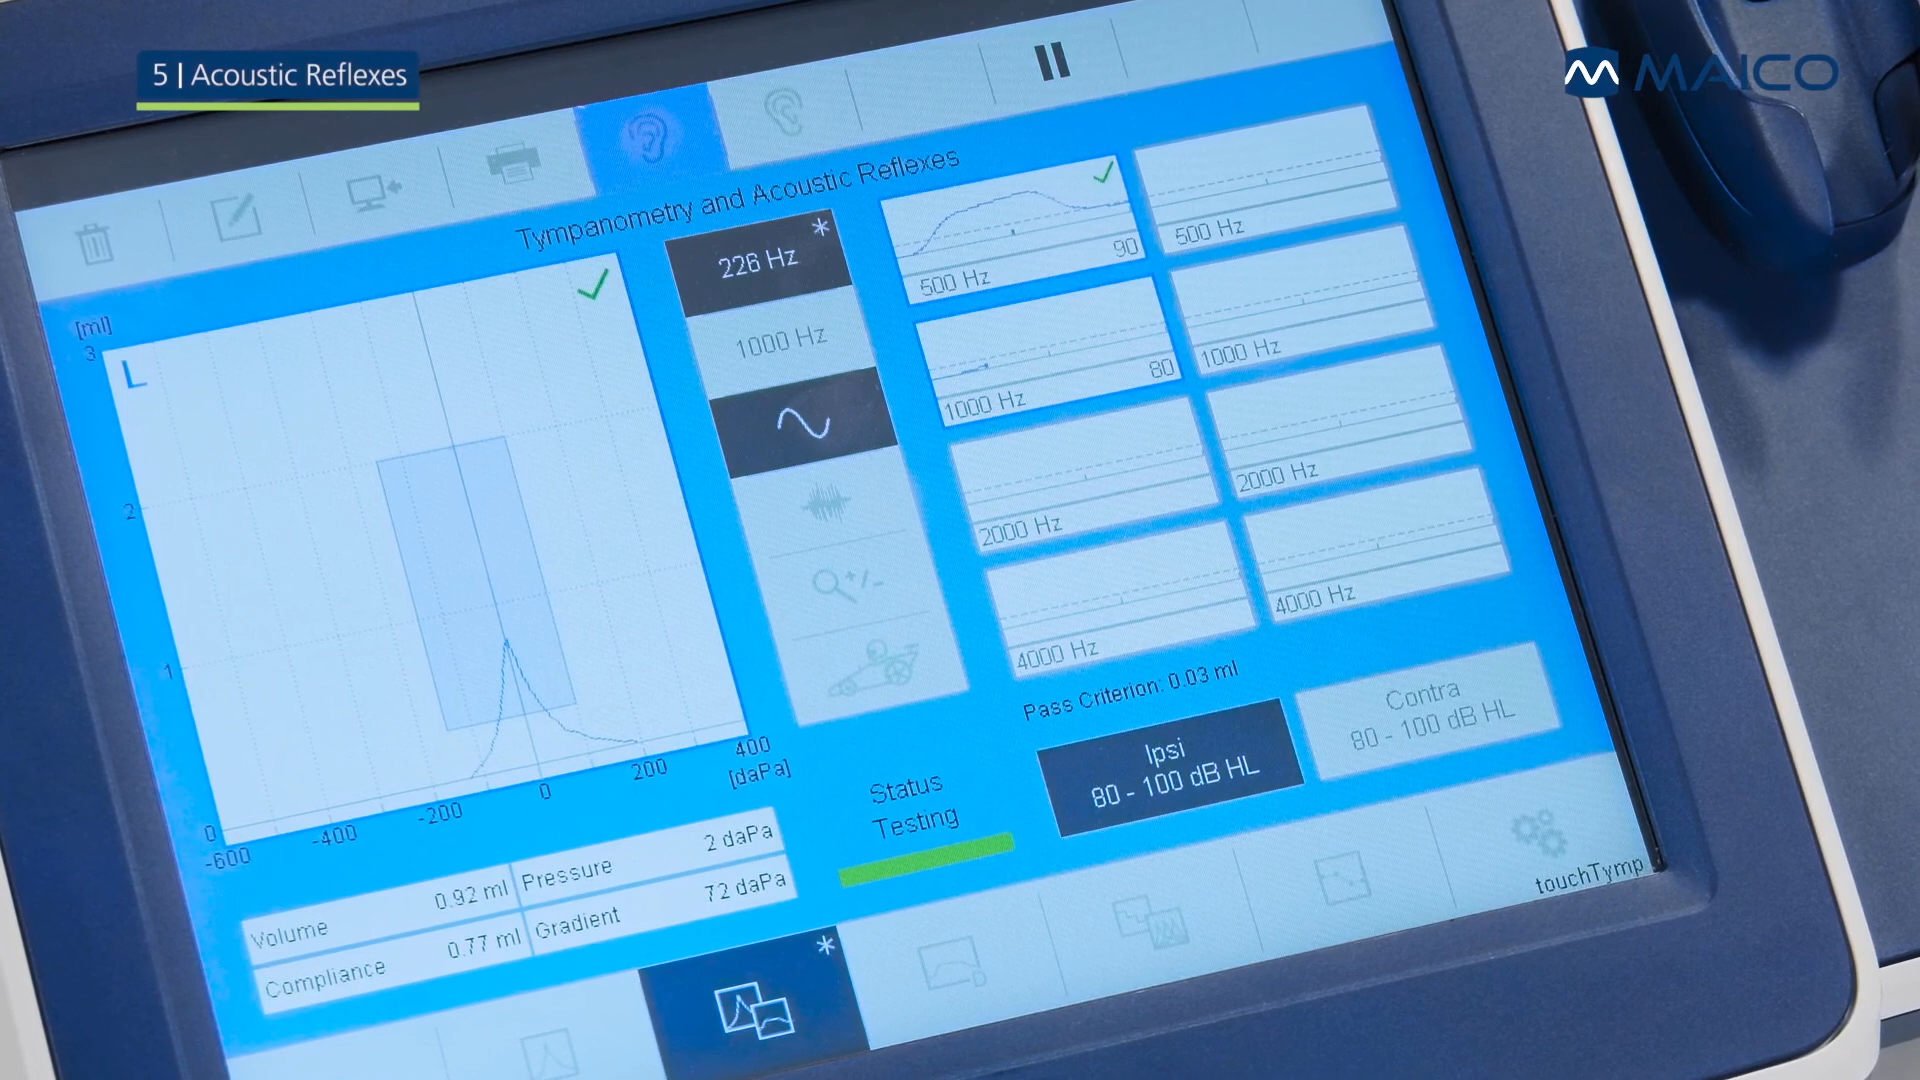 5 | Acoustic Reflexes
MAICO
Tympanometry and Acoustic Reflexes
[ml]
3
2
1
0
L
-600
-400
-200
0
200
400
[daPa]
226 Hz
*
1000 Hz
+/-
500 Hz
90
500 Hz
1000 Hz
80
1000 Hz
2000 Hz
2000 Hz
4000 Hz
4000 Hz
Pass Criterion: 0.03 ml
Ipsi
80 - 100 dB HL
Contra
80 - 100 dB HL
Status
Testing
Volume 0.92 ml
Pressure 2 daPa
Compliance 0.77 ml
Gradient 72 daPa
*
touchTymp